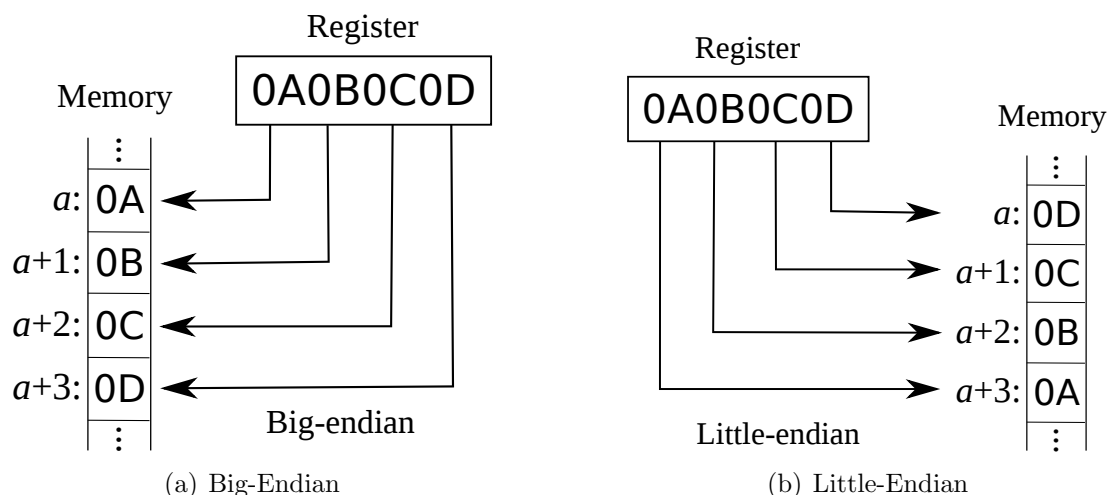 Register
0A0B0C0D
Memory
⋮
a: 0A
a+1: 0B
a+2: 0C
a+3: 0D
⋮
Big-endian
(a) Big-Endian
Register
0A0B0C0D
Memory
⋮
a: 0D
a+1: 0C
a+2: 0B
a+3: 0A
⋮
Little-endian
(b) Little-Endian